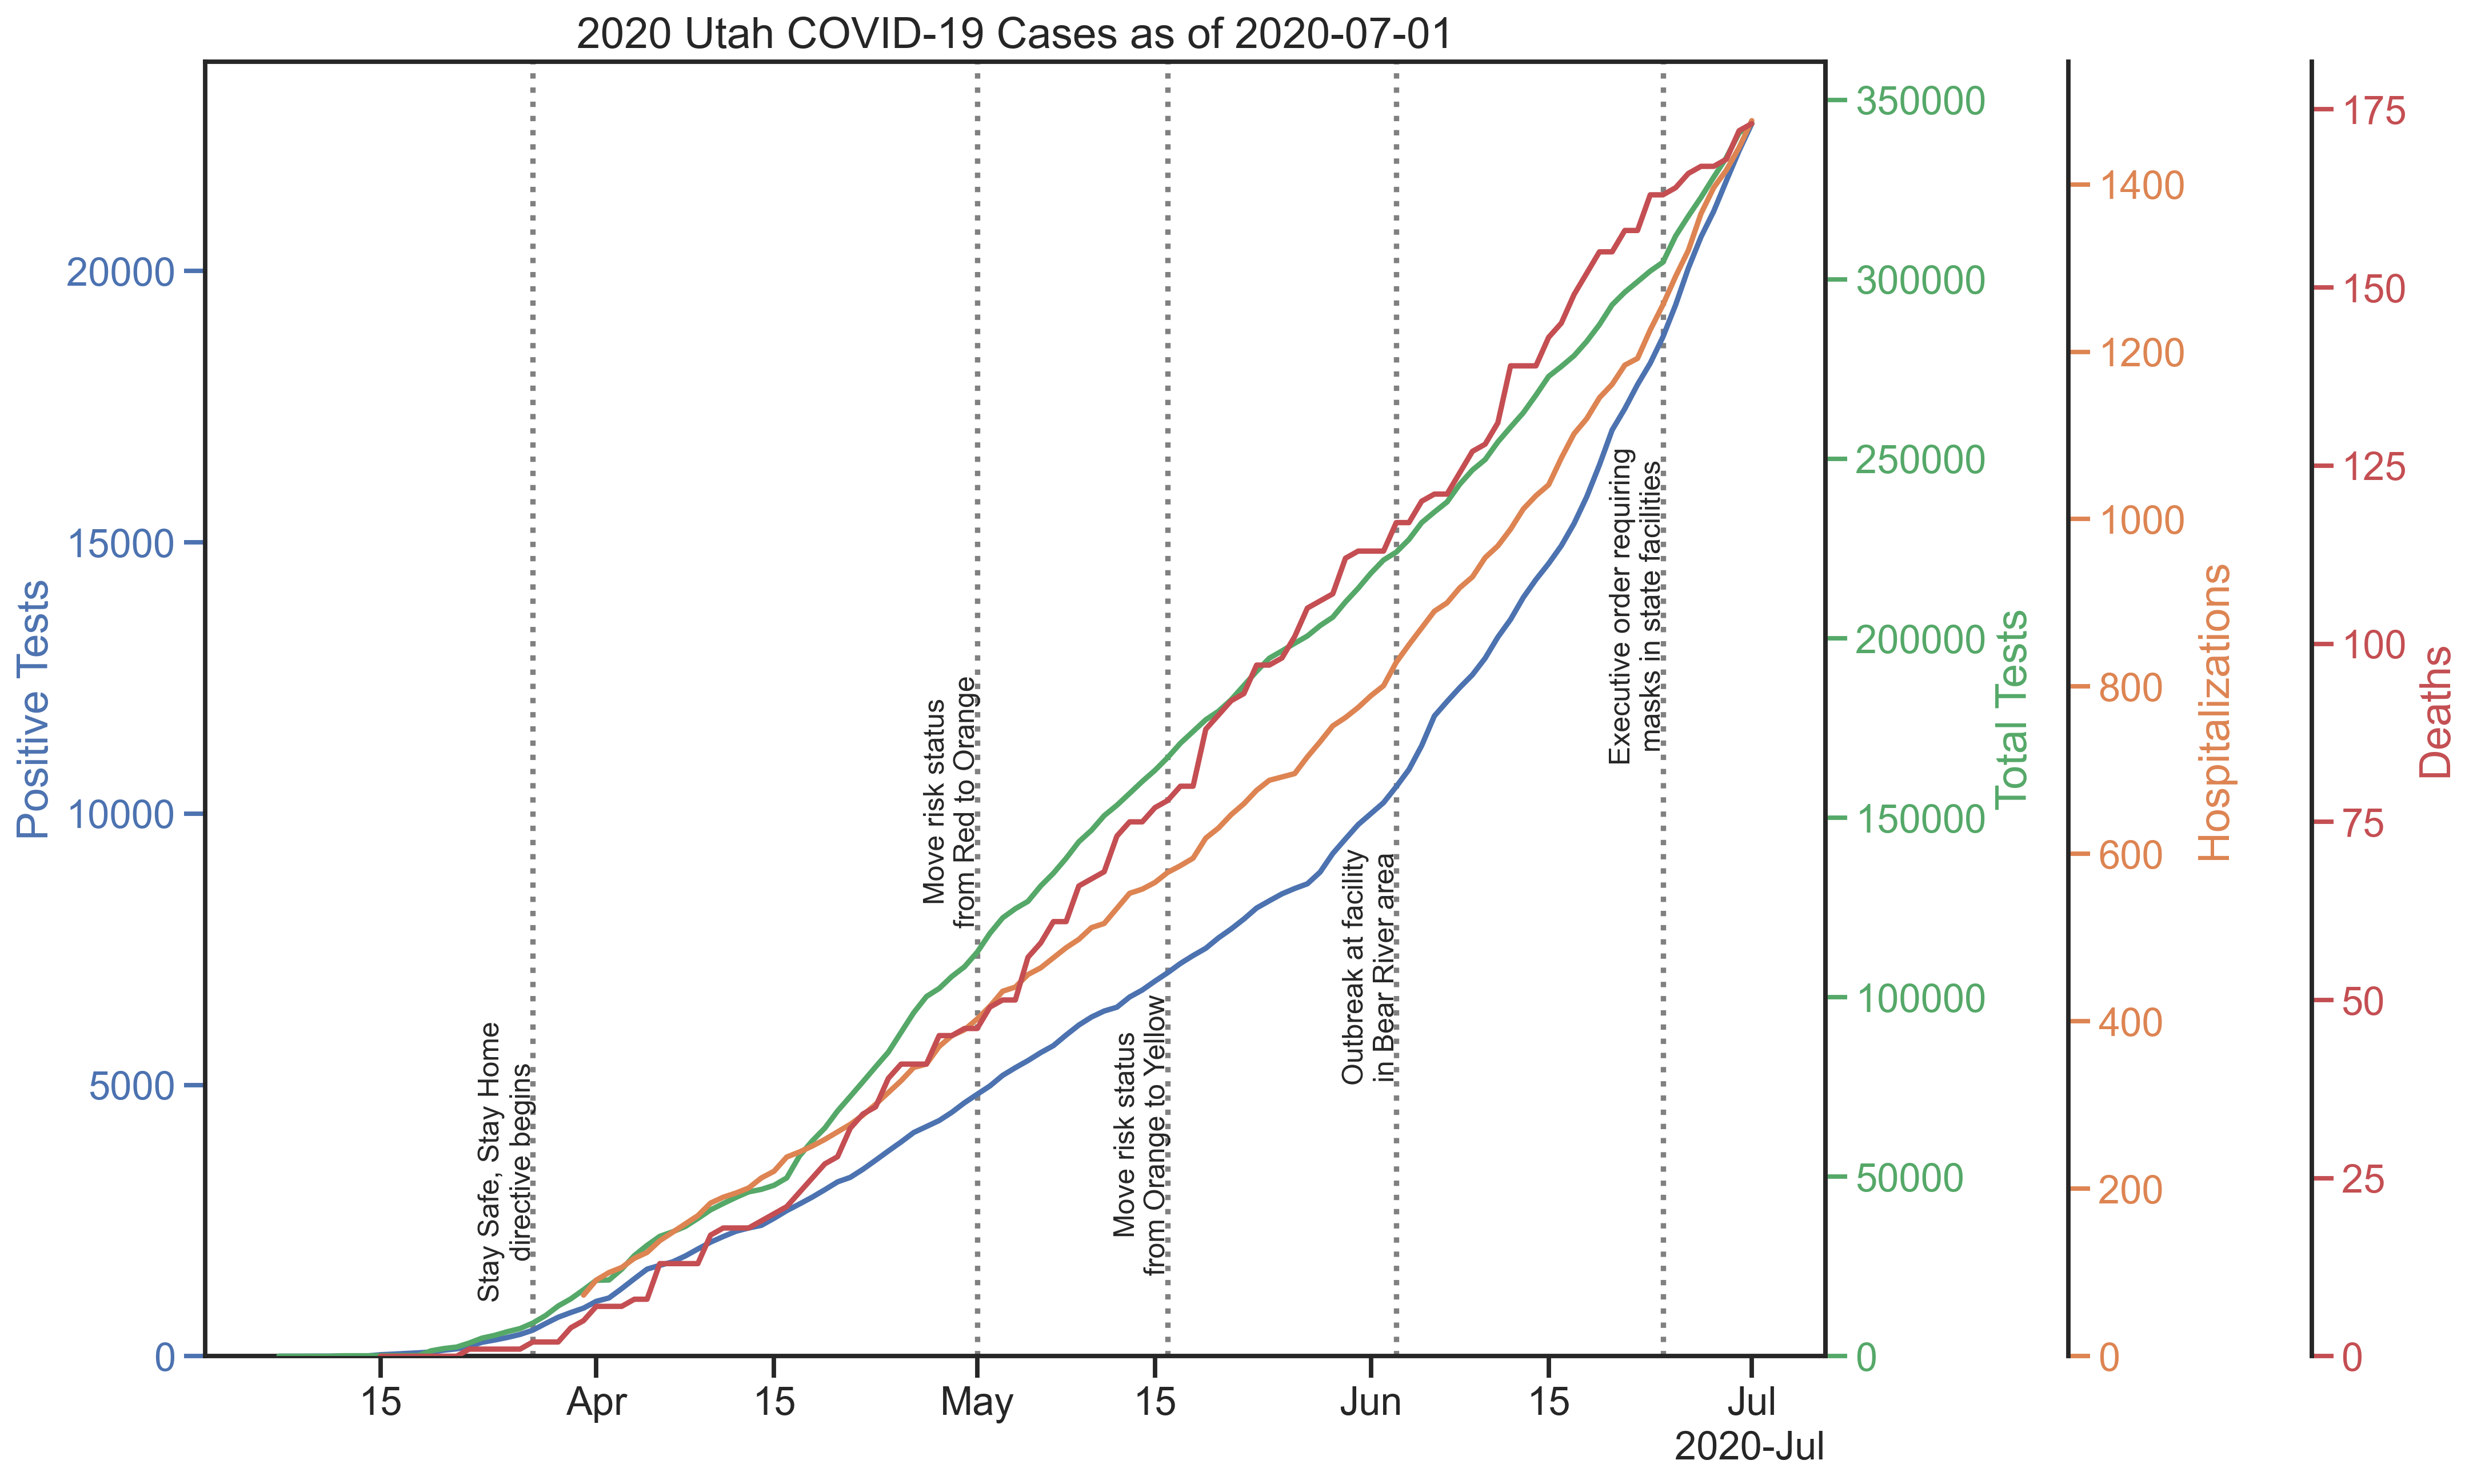 2020 Utah COVID-19 Cases as of 2020-07-01
Positive Tests
20000
15000
10000
5000
0
Stay Safe, Stay Home
directive begins
Move risk status
from Red to Orange
Move risk status
from Orange to Yellow
Outbreak at facility
in Bear River area
Executive order requiring
masks in state facilities
15
Apr
15
May
15
Jun
15
Jul
2020-Jul
350000
300000
250000
200000
150000
100000
50000
0
Total Tests
1400
1200
1000
800
600
400
200
0
Hospitalizations
175
150
125
100
75
50
25
0
Deaths